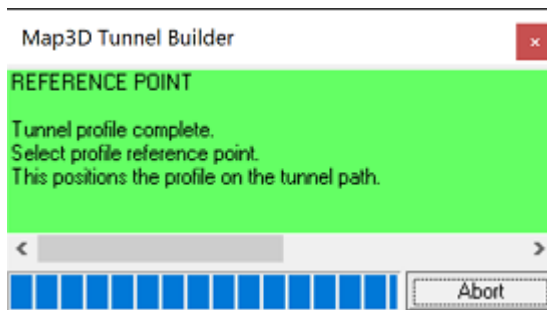 Map3D Tunnel Builder
REFERENCE POINT
Tunnel profile complete.
Select profile reference point.
This positions the profile on the tunnel path.
Abort